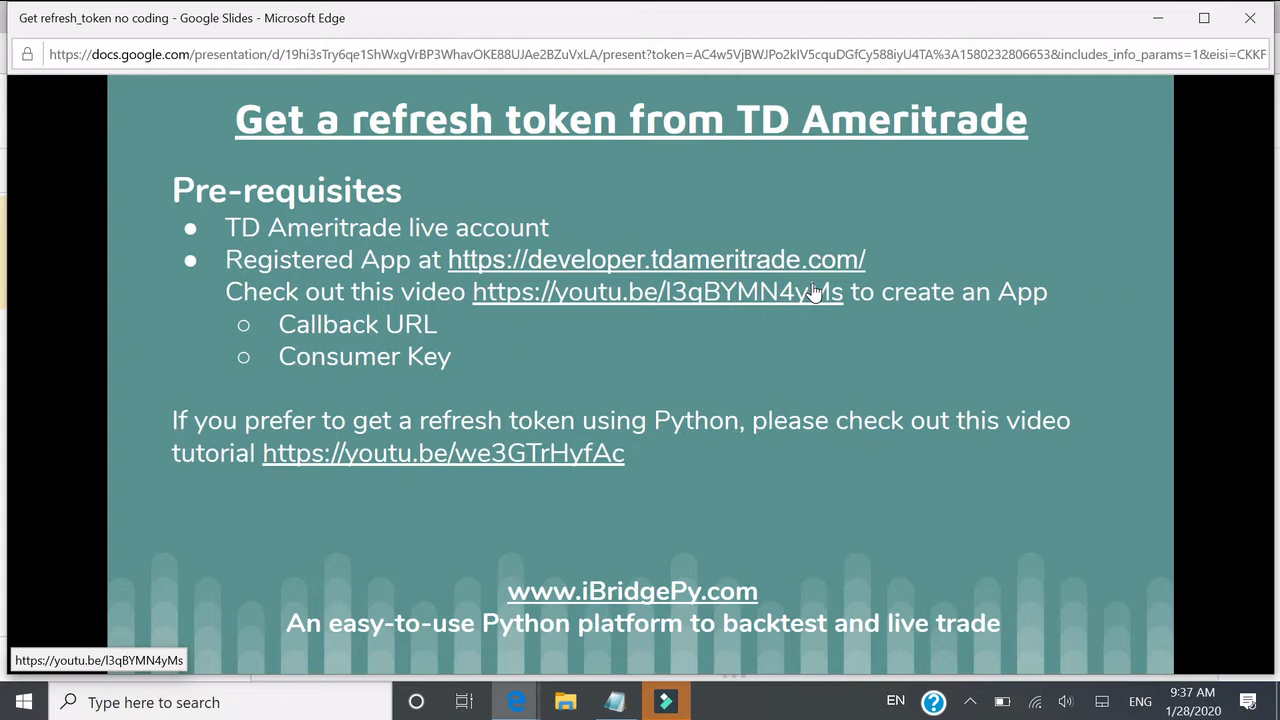 Get refresh_token no coding - Google Slides - Microsoft Edge
https://docs.google.com/presentation/d/19hi3sTry6qe1ShWxgVrBP3WhavOKE88UJAe2BZuVxLA/present?token=AC4w5VjBWJPo2kIV5cquDGfCy588iyU4TA%3A1580232806653&includes_info_params=1&eisi=CKKF
Get a refresh token from TD Ameritrade
Pre-requisites
● TD Ameritrade live account
● Registered App at https://developer.tdameritrade.com/
Check out this video https://youtu.be/l3qBYMN4yMs to create an App
○ Callback URL
○ Consumer Key
If you prefer to get a refresh token using Python, please check out this video
tutorial https://youtu.be/we3GTrHyfAc
www.iBridgePy.com
An easy-to-use Python platform to backtest and live trade
https://youtu.be/l3qBYMN4yMs
Type here to search
EN
ENG
9:37 AM
1/28/2020